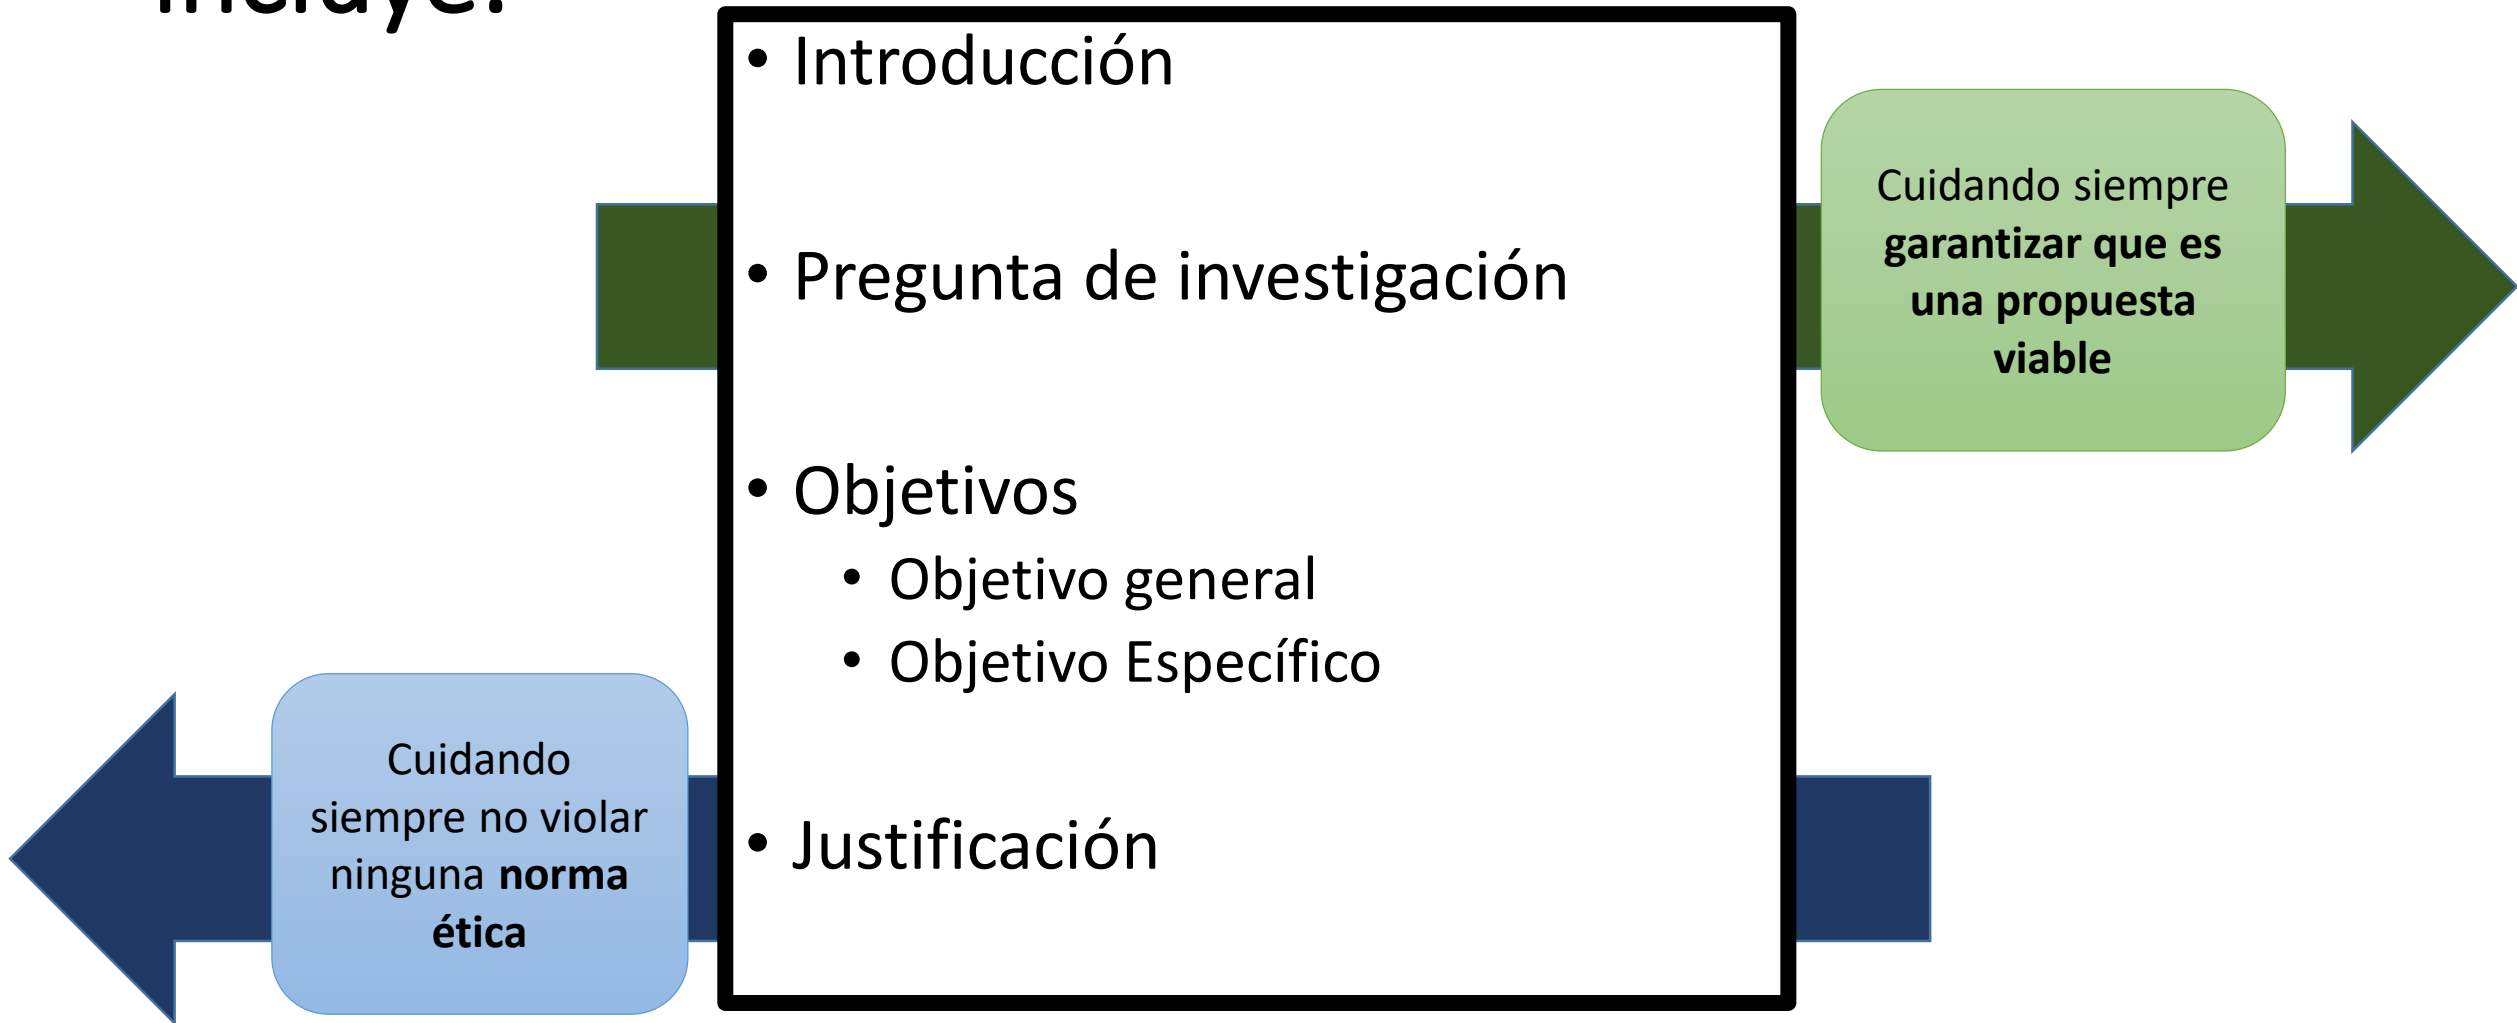 • Introducción
• Pregunta de investigación
• Objetivos
• Objetivo general
• Objetivo Específico
• Justificación
Cuidando siempre
garantizar que es
una propuesta
viable
Cuidando
siempre no violar
ninguna norma
ética